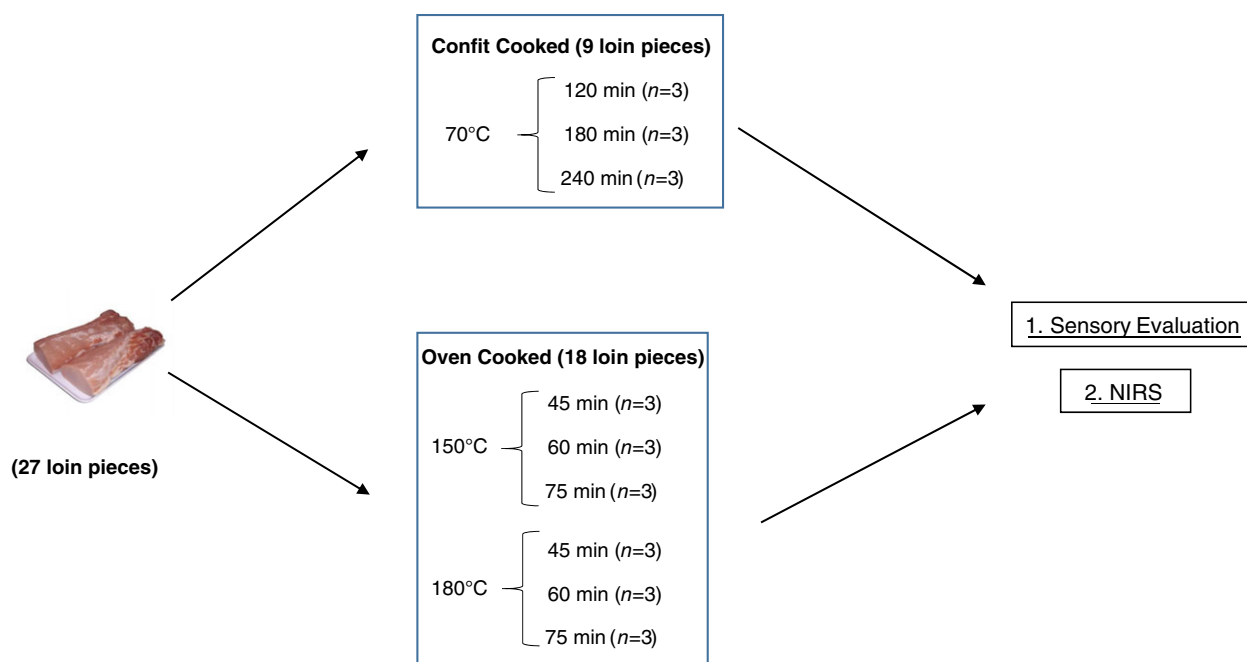 Confit Cooked (9 loin pieces)
70°C
120 min (n=3)
180 min (n=3)
240 min (n=3)
(27 loin pieces)
Oven Cooked (18 loin pieces)
150°C
45 min (n=3)
60 min (n=3)
75 min (n=3)
180°C
45 min (n=3)
60 min (n=3)
75 min (n=3)
1. Sensory Evaluation
2. NIRS